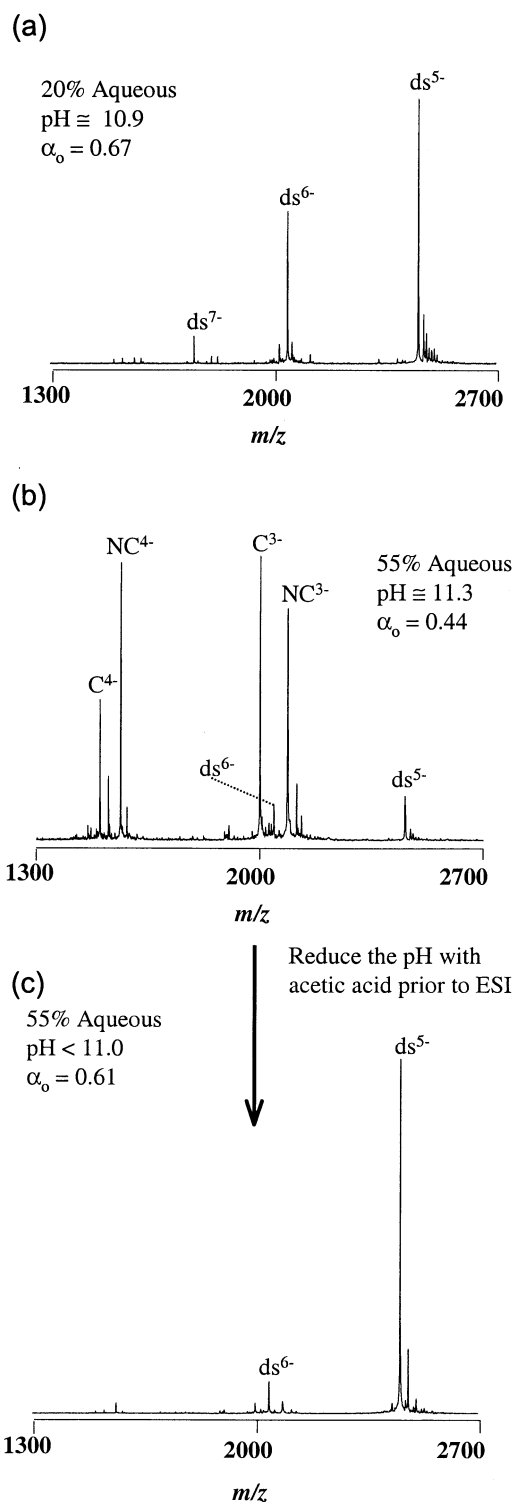 (a)
20% Aqueous
pH ≅ 10.9
αo = 0.67
ds5-
ds6-
ds7-
1300 2000 2700
m/z
(b)
NC4-
C3-
55% Aqueous
pH ≅ 11.3
αo = 0.44
NC3-
C4-
ds6-
ds5-
1300 2000 2700
m/z
Reduce the pH with
acetic acid prior to ESI
(c)
55% Aqueous
pH < 11.0
αo = 0.61
ds5-
ds6-
1300 2000 2700
m/z